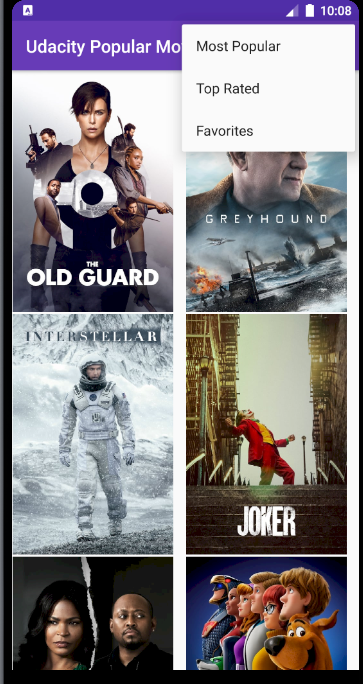 A
10:08
Udacity Popular Mo
Most Popular
Top Rated
Favorites
THE
OLD GUARD
GREYHOUND
INTERSTELLAR
JOKER